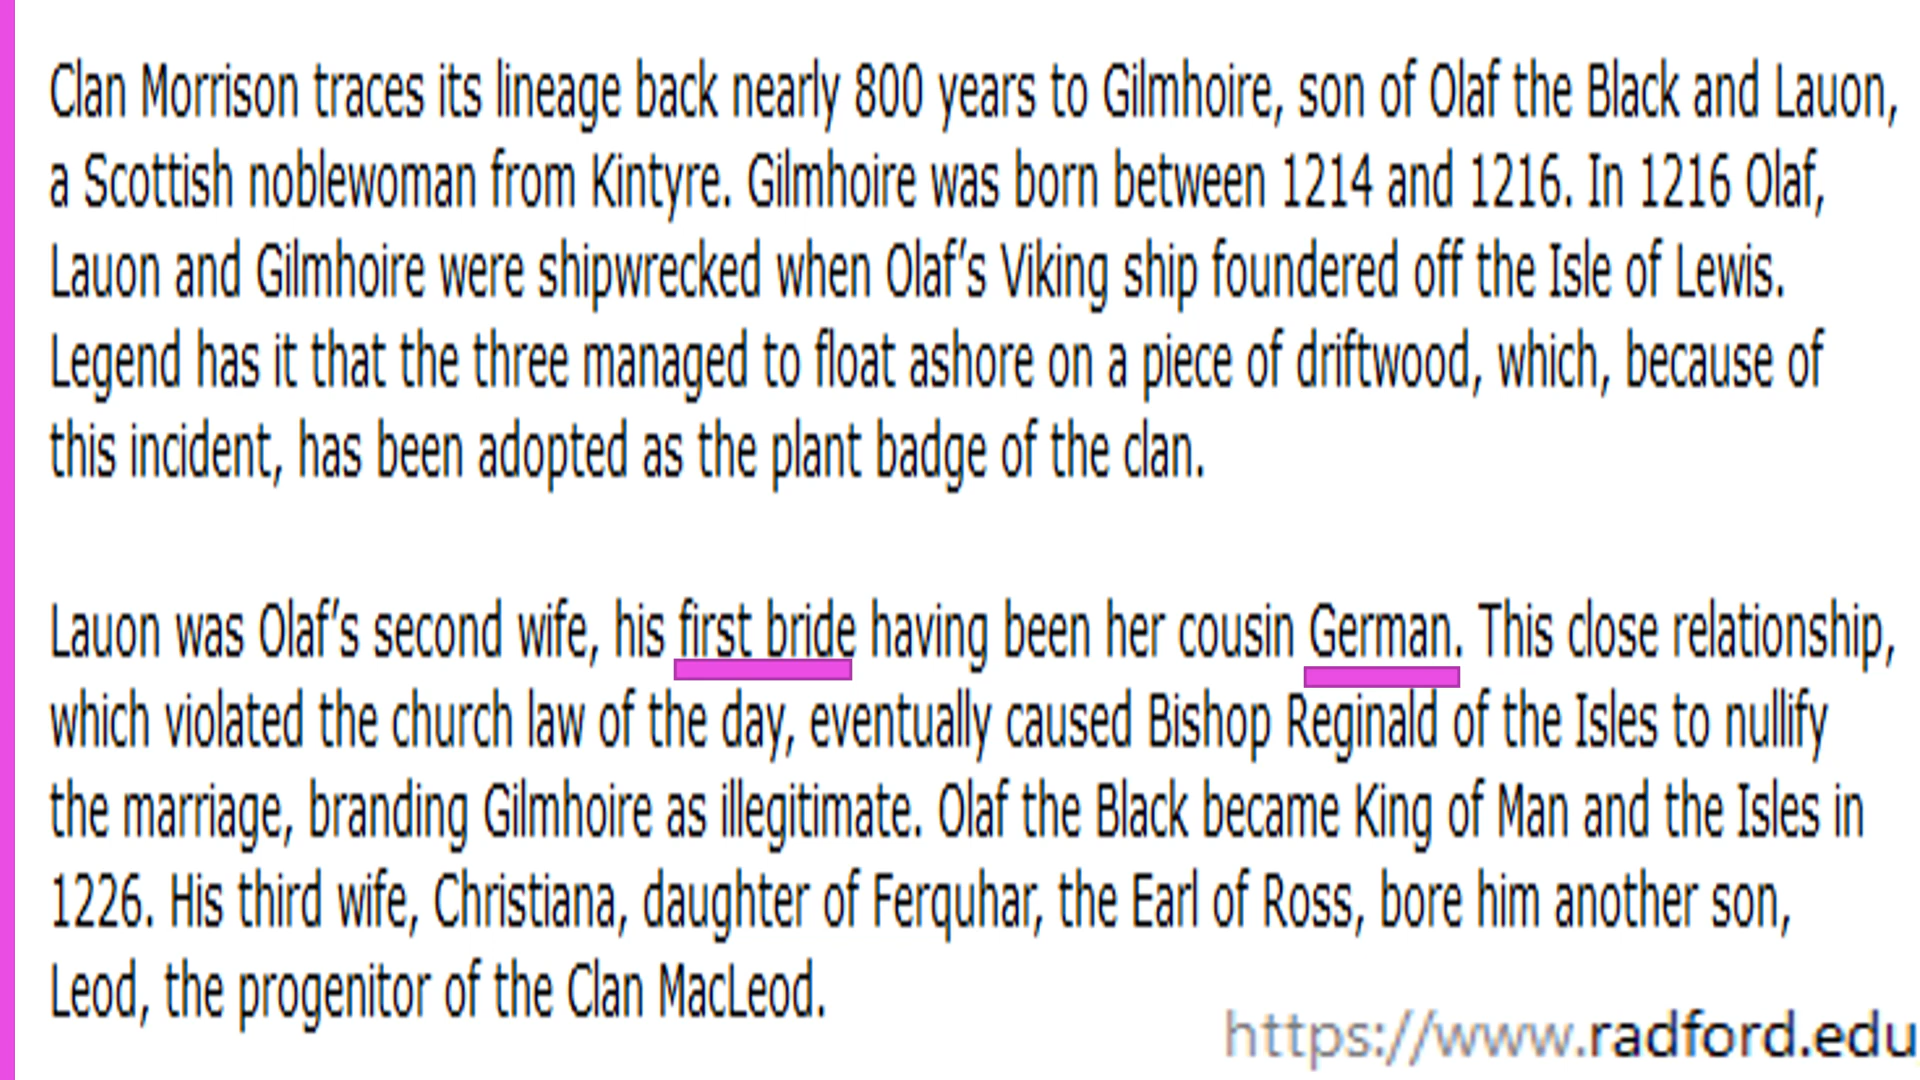 Clan Morrison traces its lineage back nearly 800 years to Gilmhoire, son of Olaf the Black and Lauon,
a Scottish noblewoman from Kintyre. Gilmhoire was born between 1214 and 1216. In 1216 Olaf,
Lauon and Gilmhoire were shipwrecked when Olaf’s Viking ship foundered off the Isle of Lewis.
Legend has it that the three managed to float ashore on a piece of driftwood, which, because of
this incident, has been adopted as the plant badge of the clan.
Lauon was Olaf’s second wife, his first bride having been her cousin German. This close relationship,
which violated the church law of the day, eventually caused Bishop Reginald of the Isles to nullify
the marriage, branding Gilmhoire as illegitimate. Olaf the Black became King of Man and the Isles in
1226. His third wife, Christiana, daughter of Ferquhar, the Earl of Ross, bore him another son,
Leod, the progenitor of the Clan MacLeod.
https://www.radford.edu